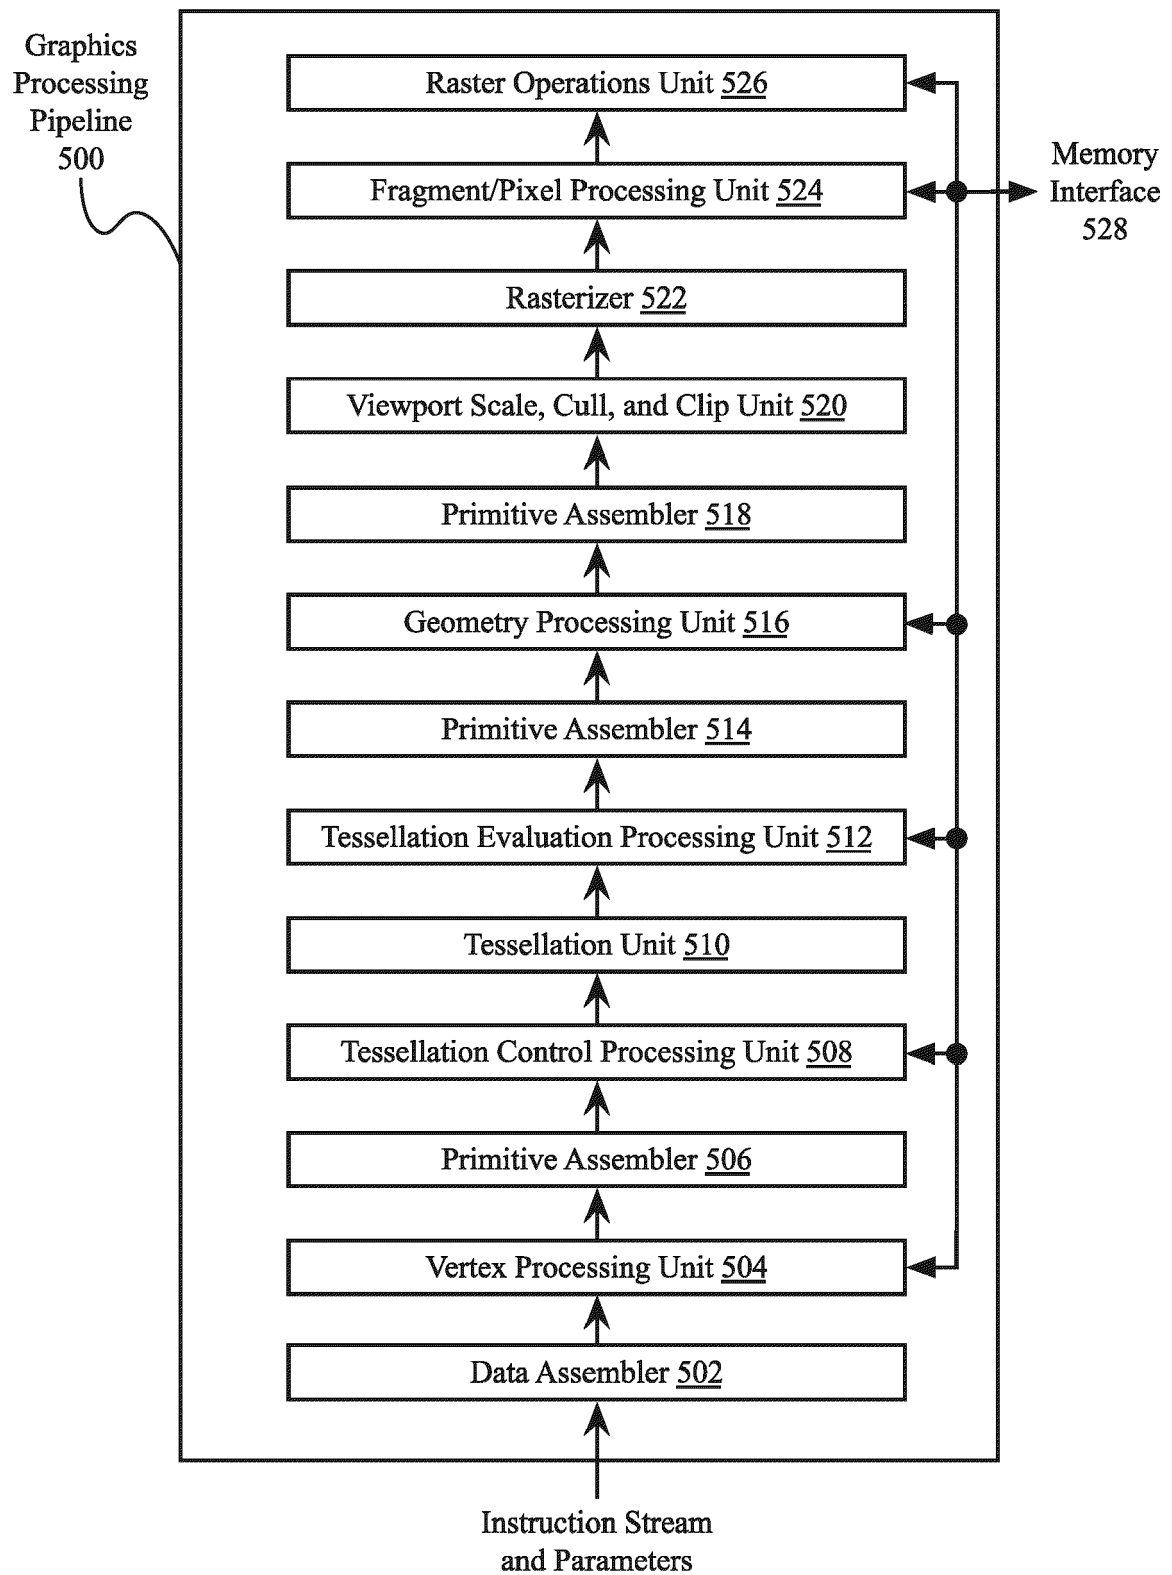 Graphics
Processing
Pipeline
500
Raster Operations Unit 526
Fragment/Pixel Processing Unit 524
Memory
Interface
528
Rasterizer 522
Viewport Scale, Cull, and Clip Unit 520
Primitive Assembler 518
Geometry Processing Unit 516
Primitive Assembler 514
Tessellation Evaluation Processing Unit 512
Tessellation Unit 510
Tessellation Control Processing Unit 508
Primitive Assembler 506
Vertex Processing Unit 504
Data Assembler 502
Instruction Stream
and Parameters